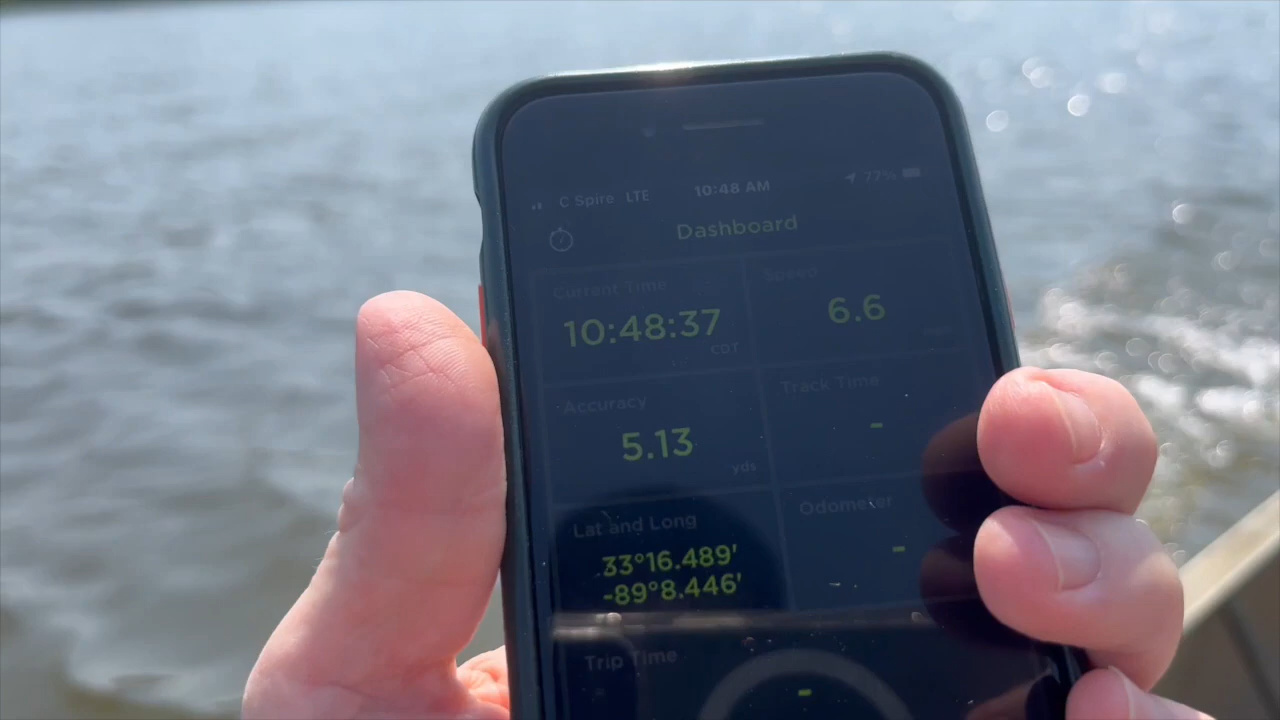 C Spire LTE 10:48 AM 77%
Dashboard
Current Time Speed
10:48:37 6.6
CDT
Accuracy Track Time
5.13 -
yds
Lat and Long Odometer
33°16.489' -
-89°8.446'
Trip Time
-